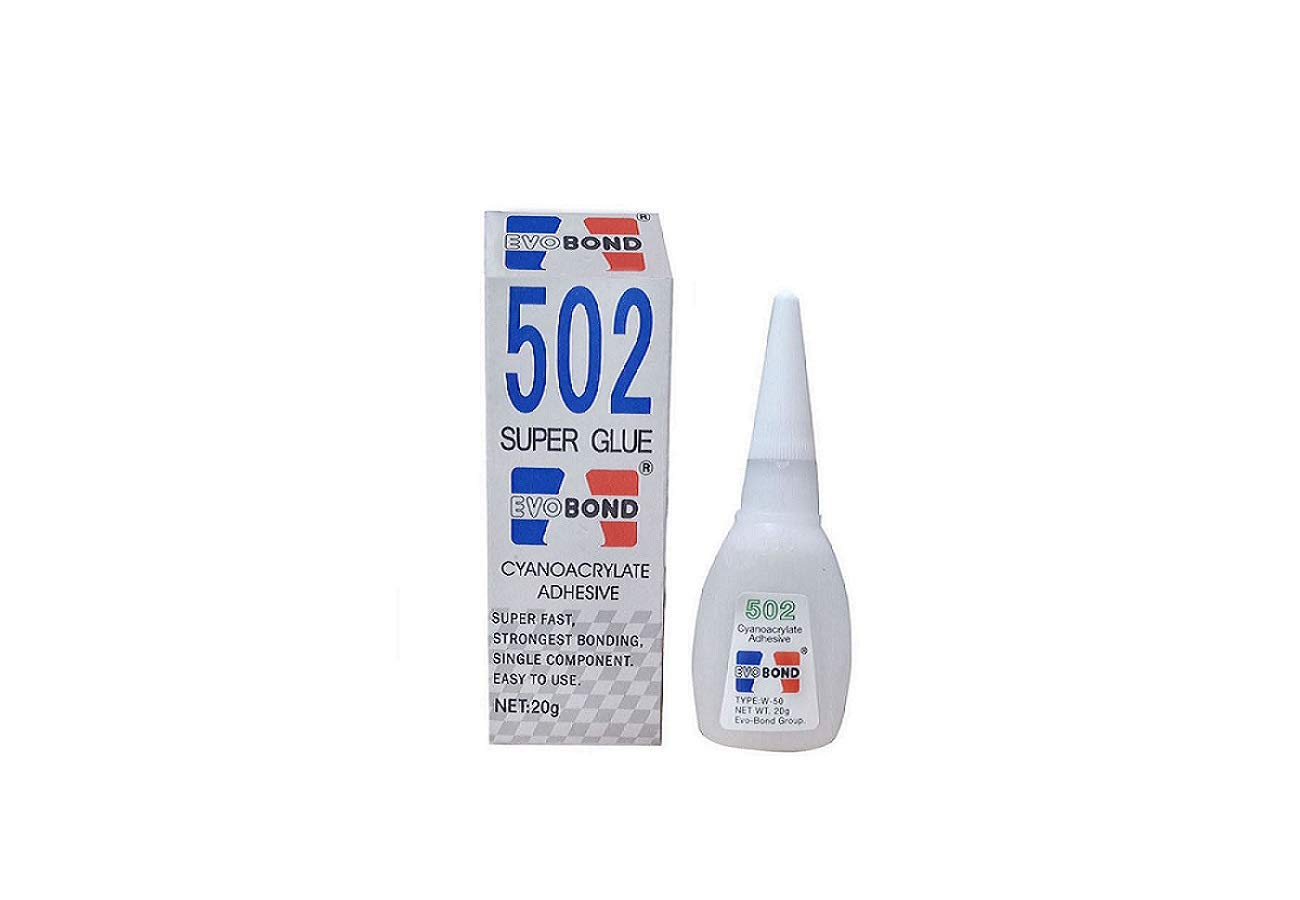 EVOBOND®
502
SUPER GLUE
®
EVOBOND
CYANOACRYLATE
ADHESIVE
SUPER FAST,
STRONGEST BONDING,
SINGLE COMPONENT.
EASY TO USE.
NET:20g
502
Cyanoacrylate
Adhesive
®
EVOBOND
TYPE:W-50
NET WT. 20g
Evo-Bond Group.